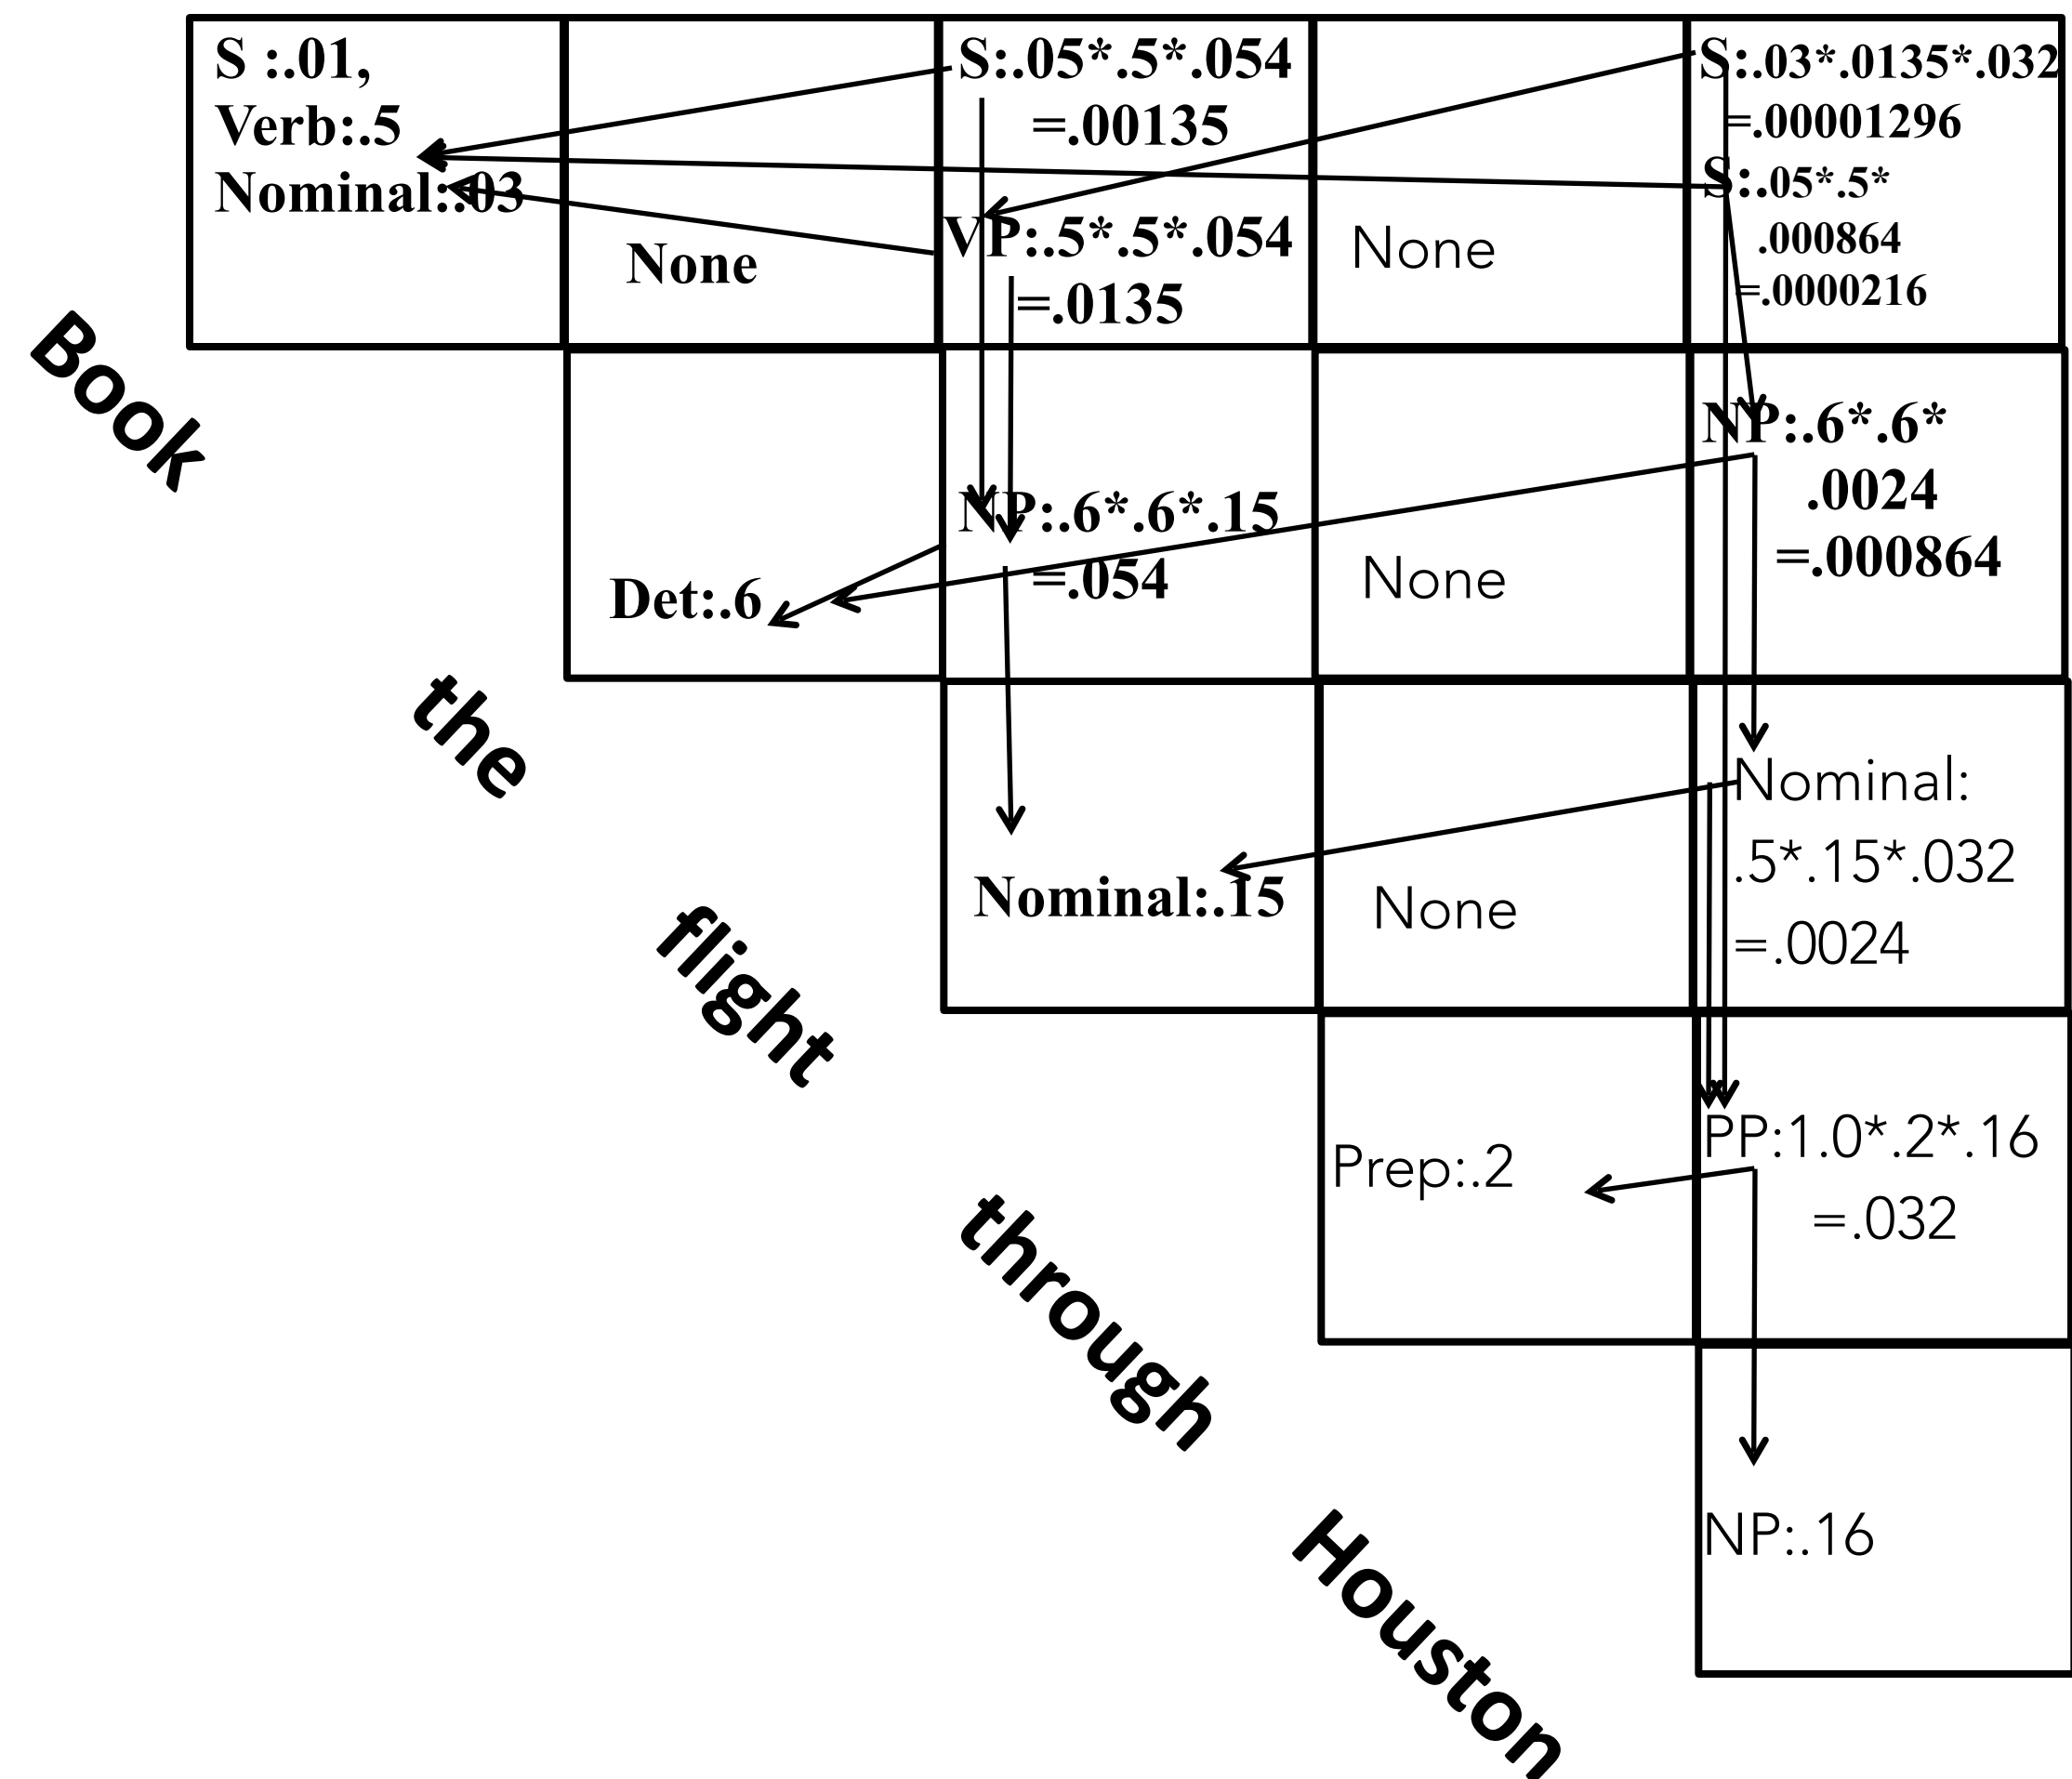 S :.01,
Verb:.5
Nominal:.03
None
S:.05*.5*.054
=.00135
VP:.5*.5*.054
=.0135
None
S:.03*.0135*.032
=.00001296
S:.05*.5*
.000864
=.0000216
Book
Det:.6
NP:.6*.6*.15
=.054
None
NP:.6*.6*
.0024
=.000864
the
Nominal:.15
None
Nominal:
.5*.15*.032
=.0024
flight
Prep:.2
PP:1.0*.2*.16
=.032
through
NP:.16
Houston